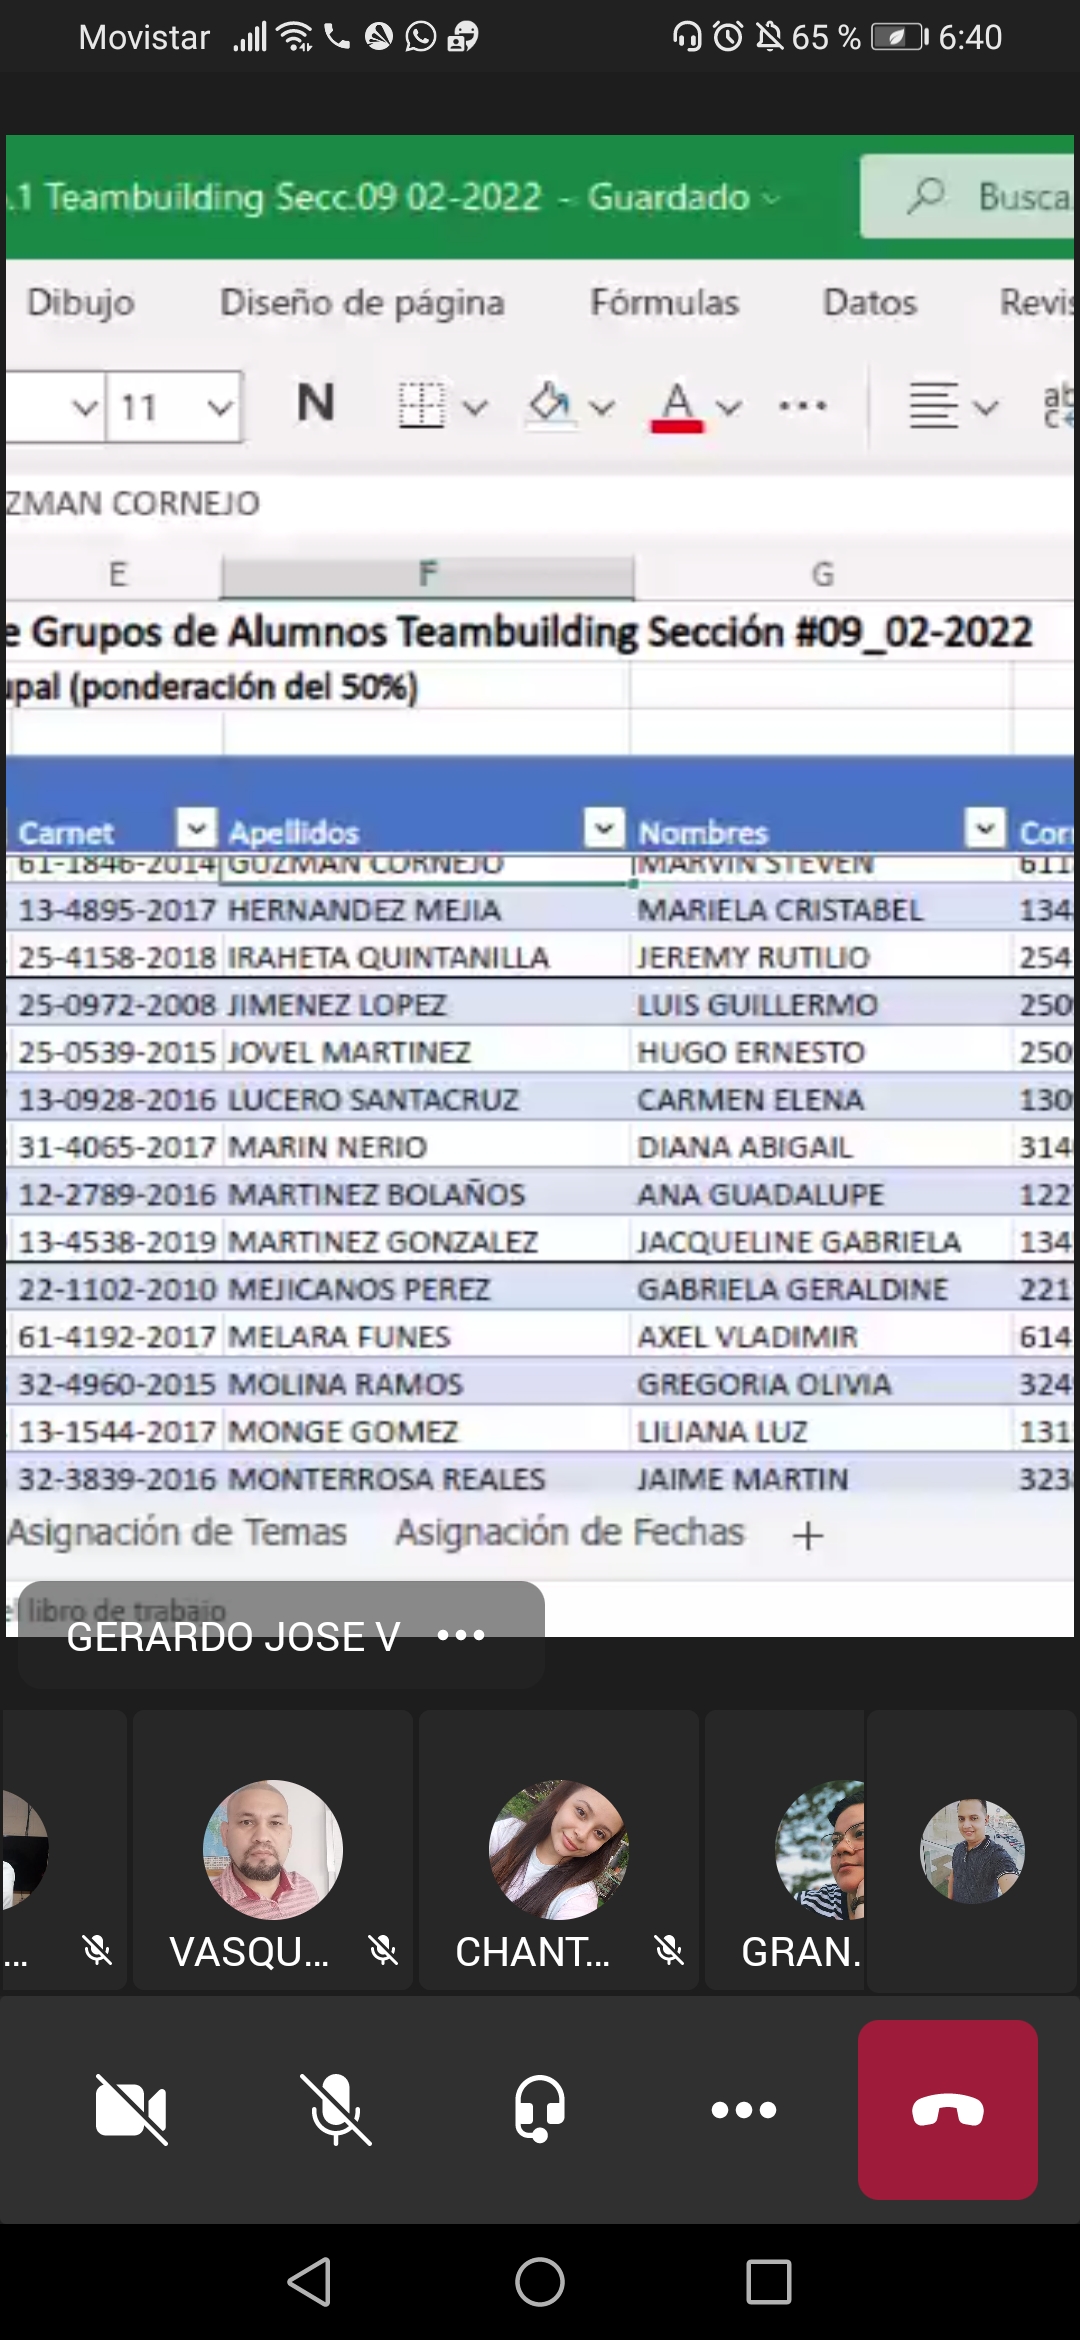 Movistar 65 % 6:40
.1 Teambuilding Secc.09 02-2022 - Guardado Busca
Dibujo Diseño de página Fórmulas Datos Revis
11 N A ab
ZMAN CORNEJO
E F G
e Grupos de Alumnos Teambuilding Sección #09_02-2022
upal (ponderación del 50%)
Carnet Apellidos Nombres Cor
61-1846-2014 GUZMAN CORNEJO MARVIN STEVEN 611
13-4895-2017 HERNANDEZ MEJIA MARIELA CRISTABEL 134
25-4158-2018 IRAHETA QUINTANILLA JEREMY RUTILIO 254
25-0972-2008 JIMENEZ LOPEZ LUIS GUILLERMO 250
25-0539-2015 JOVEL MARTINEZ HUGO ERNESTO 250
13-0928-2016 LUCERO SANTACRUZ CARMEN ELENA 130
31-4065-2017 MARIN NERIO DIANA ABIGAIL 314
12-2789-2016 MARTINEZ BOLAÑOS ANA GUADALUPE 122
13-4538-2019 MARTINEZ GONZALEZ JACQUELINE GABRIELA 134
22-1102-2010 MEJICANOS PEREZ GABRIELA GERALDINE 221
61-4192-2017 MELARA FUNES AXEL VLADIMIR 614
32-4960-2015 MOLINA RAMOS GREGORIA OLIVIA 324
13-1544-2017 MONGE GOMEZ LILIANA LUZ 131
32-3839-2016 MONTERROSA REALES JAIME MARTIN 323
Asignación de Temas Asignación de Fechas +
el libro de trabajo
GERARDO JOSE V ...
... VASQU... CHANT... GRAN.